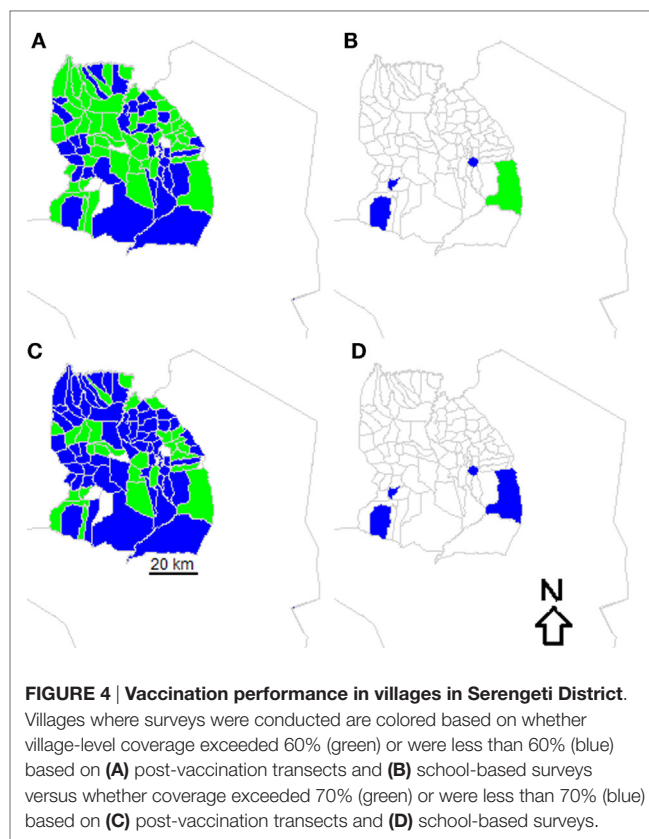 A
B
C
D
20 km
N
FIGURE 4 | Vaccination performance in villages in Serengeti District.
Villages where surveys were conducted are colored based on whether
village-level coverage exceeded 60% (green) or were less than 60% (blue)
based on (A) post-vaccination transects and (B) school-based surveys
versus whether coverage exceeded 70% (green) or were less than 70% (blue)
based on (C) post-vaccination transects and (D) school-based surveys.